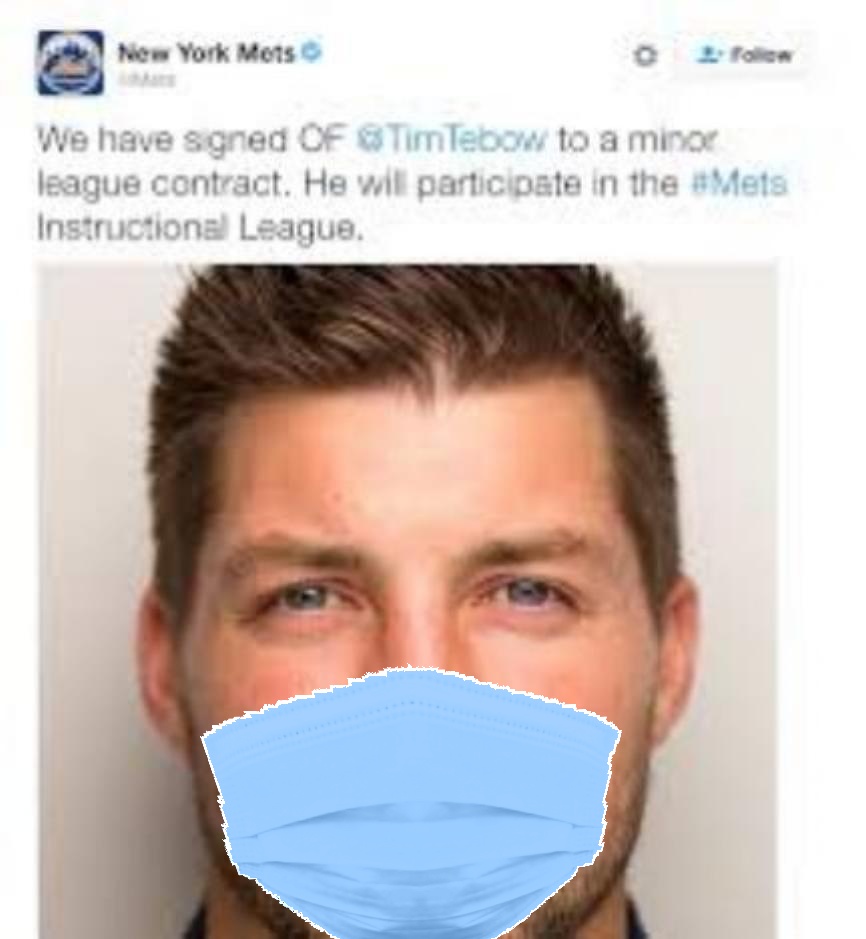 New York Mets
@Mets
Follow
We have signed OF @TimTebow to a minor
league contract. He will participate in the #Mets
Instructional League.